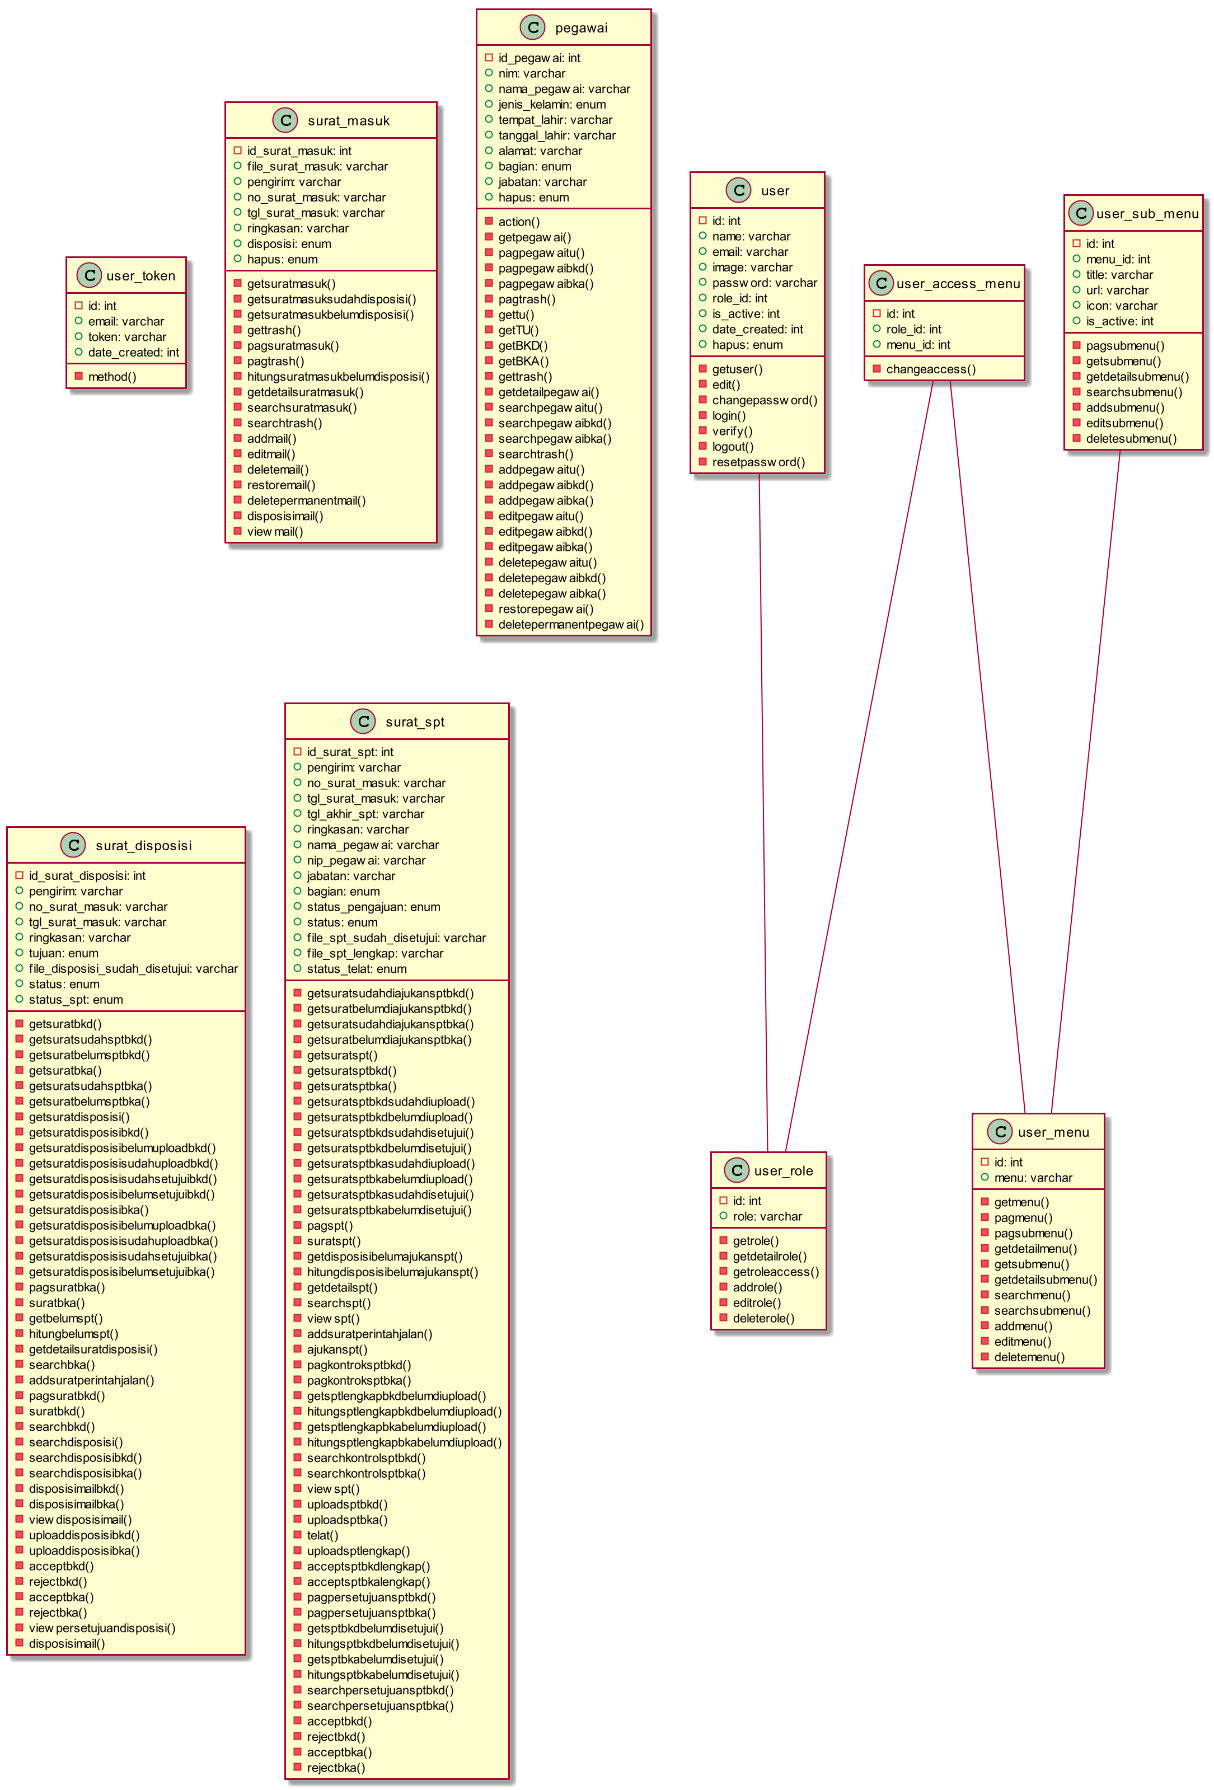 C pegawai
id_pegawai: int
nim: varchar
nama_pegawai: varchar
jenis_kelamin: enum
tempat_lahir: varchar
tanggal_lahir: varchar
alamat: varchar
bagian: enum
jabatan: varchar
hapus: enum
action()
getpegawai()
pagpegawaitu()
pagpegawaibkd()
pagpegawaibka()
pagtrash()
gettu()
getTU()
getBKD()
getBKA()
gettrash()
getdetailpegawai()
searchpegawaitu()
searchpegawaibkd()
searchpegawaibka()
searchtrash()
addpegawaitu()
addpegawaibkd()
addpegawaibka()
editpegawaitu()
editpegawaibkd()
editpegawaibka()
deletepegawaitu()
deletepegawaibkd()
deletepegawaibka()
restorepegawai()
deletepermanentpegawai()
C surat_masuk
id_surat_masuk: int
file_surat_masuk: varchar
pengirim: varchar
no_surat_masuk: varchar
tgl_surat_masuk: varchar
ringkasan: varchar
disposisi: enum
hapus: enum
getsuratmasuk()
getsuratmasuksudahdisposisi()
getsuratmasukbelumdisposisi()
gettrash()
pagsuratmasuk()
pagtrash()
hitungsuratmasukbelumdisposisi()
getdetailsuratmasuk()
searchsuratmasuk()
searchtrash()
addmail()
editmail()
deletemail()
restoremail()
deletepermanentmail()
disposisimail()
viewmail()
C user_token
id: int
email: varchar
token: varchar
date_created: int
method()
C user
id: int
name: varchar
email: varchar
image: varchar
password: varchar
role_id: int
is_active: int
date_created: int
hapus: enum
getuser()
edit()
changepassword()
login()
verify()
logout()
resetpassword()
C user_access_menu
id: int
role_id: int
menu_id: int
changeaccess()
C user_sub_menu
id: int
menu_id: int
title: varchar
url: varchar
icon: varchar
is_active: int
pagsubmenu()
getsubmenu()
getdetailsubmenu()
searchsubmenu()
addsubmenu()
editsubmenu()
deletesubmenu()
C surat_disposisi
id_surat_disposisi: int
pengirim: varchar
no_surat_masuk: varchar
tgl_surat_masuk: varchar
ringkasan: varchar
tujuan: enum
file_disposisi_sudah_disetujui: varchar
status: enum
status_spt: enum
getsuratbkd()
getsuratsudahsptbkd()
getsuratbelumsptbkd()
getsuratbka()
getsuratsudahsptbka()
getsuratbelumsptbka()
getsuratdisposisi()
getsuratdisposisibkd()
getsuratdisposisibelumuploadbkd()
getsuratdisposisisudahuploadbkd()
getsuratdisposisisudahsetujuibkd()
getsuratdisposisibelumsetujuibkd()
getsuratdisposisibka()
getsuratdisposisibelumuploadbka()
getsuratdisposisisudahuploadbka()
getsuratdisposisisudahsetujuibka()
getsuratdisposisibelumsetujuibka()
pagsuratbka()
suratbka()
getbelumspt()
hitungbelumspt()
getdetailsuratdisposisi()
searchbka()
addsuratperintahjalan()
pagsuratbkd()
suratbkd()
searchbkd()
searchdisposisi()
searchdisposisibkd()
searchdisposisibka()
disposisimailbkd()
disposisimailbka()
viewdisposisimail()
uploaddisposisibkd()
uploaddisposisibka()
acceptbkd()
rejectbkd()
acceptbka()
rejectbka()
viewpersetujuandisposisi()
disposisimail()
C surat_spt
id_surat_spt: int
pengirim: varchar
no_surat_masuk: varchar
tgl_surat_masuk: varchar
tgl_akhir_spt: varchar
ringkasan: varchar
nama_pegawai: varchar
nip_pegawai: varchar
jabatan: varchar
bagian: enum
status_pengajuan: enum
status: enum
file_spt_sudah_disetujui: varchar
file_spt_lengkap: varchar
status_telat: enum
getsuratsudahdiajukansptbkd()
getsuratbelumdiajukansptbkd()
getsuratsudahdiajukansptbka()
getsuratbelumdiajukansptbka()
getsuratspt()
getsuratsptbkd()
getsuratsptbka()
getsuratsptbkdsudahdiupload()
getsuratsptbkdbelumdiupload()
getsuratsptbkdsudahdisetujui()
getsuratsptbkdbelumdisetujui()
getsuratsptbkasudahdiupload()
getsuratsptbkabelumdiupload()
getsuratsptbkasudahdisetujui()
getsuratsptbkabelumdisetujui()
pagspt()
suratspt()
getdisposisibelumajukanspt()
hitungdisposisibelumajukanspt()
getdetailspt()
searchspt()
viewspt()
addsuratperintahjalan()
ajukanspt()
pagkontroksptbkd()
pagkontroksptbka()
getsptlengkapbkdbelumdiupload()
hitungsptlengkapbkdbelumdiupload()
getsptlengkapbkabelumdiupload()
hitungsptlengkapbkabelumdiupload()
searchkontrolsptbkd()
searchkontrolsptbka()
viewspt()
uploadsptbkd()
uploadsptbka()
telat()
uploadsptlengkap()
acceptsptbkdlengkap()
acceptsptbkalengkap()
pagpersetujuansptbkd()
pagpersetujuansptbka()
getsptbkdbelumdisetujui()
hitungsptbkdbelumdisetujui()
getsptbkabelumdisetujui()
hitungsptbkabelumdisetujui()
searchpersetujuansptbkd()
searchpersetujuansptbka()
acceptbkd()
rejectbkd()
acceptbka()
rejectbka()
C user_role
id: int
role: varchar
getrole()
getdetailrole()
getroleaccess()
addrole()
editrole()
deleterole()
C user_menu
id: int
menu: varchar
getmenu()
pagmenu()
pagsubmenu()
getdetailmenu()
getsubmenu()
getdetailsubmenu()
searchmenu()
searchsubmenu()
addmenu()
editmenu()
deletemenu()